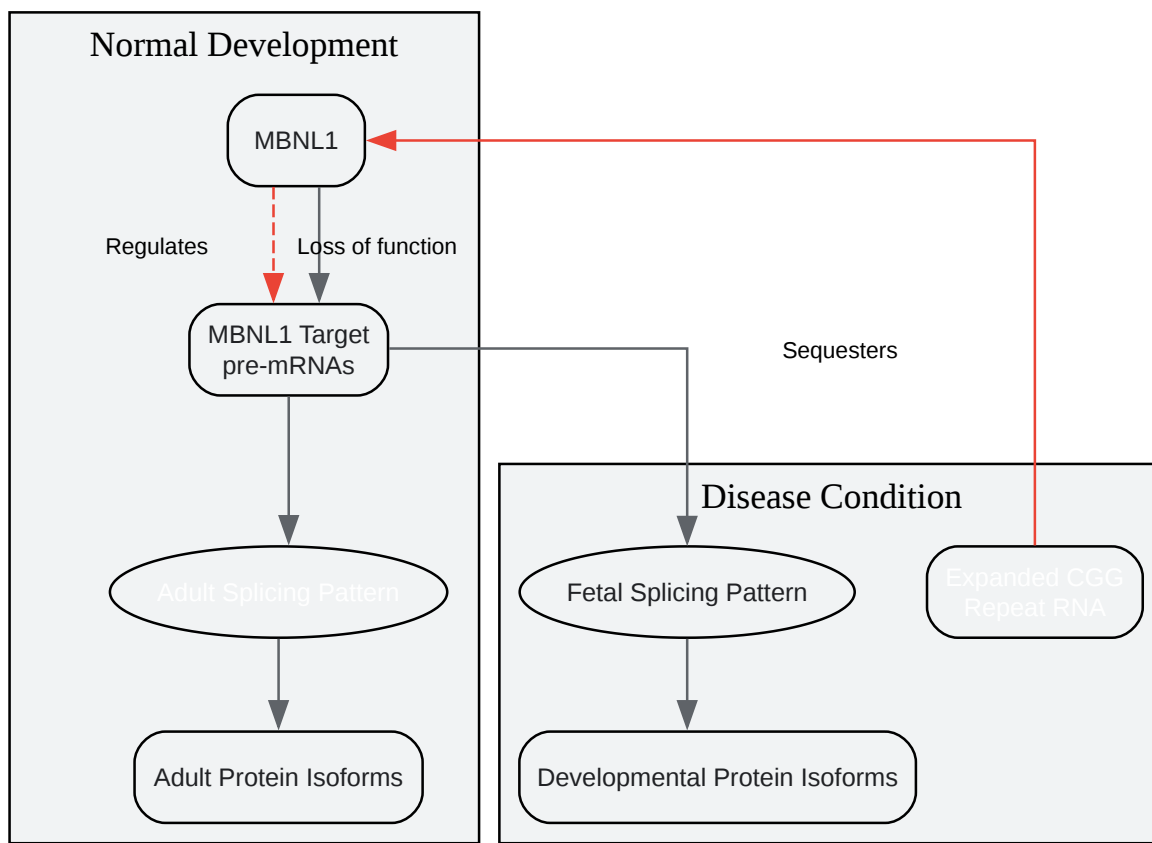 Normal Development
MBNL1
Regulates
Loss of function
MBNL1 Target
pre-mRNAs
Sequesters
Disease Condition
Adult Splicing Pattern
Fetal Splicing Pattern
Expanded CGG
Repeat RNA
Adult Protein Isoforms
Developmental Protein Isoforms